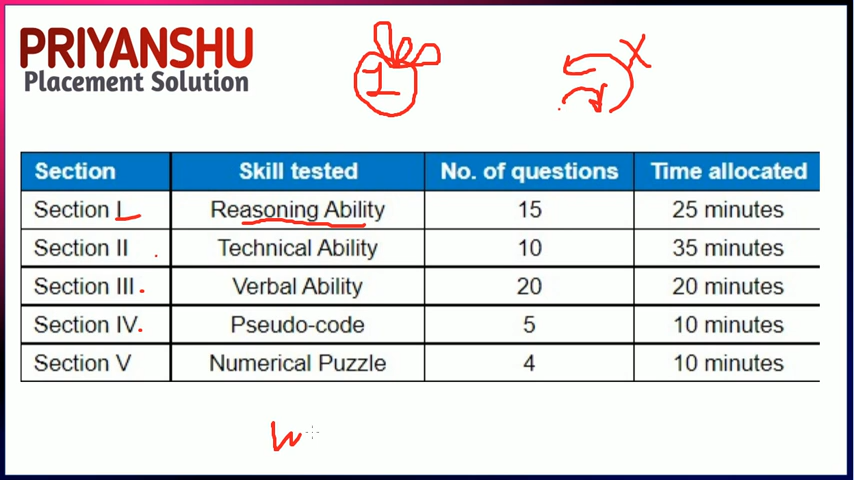 PRIYANSHU
Placement Solution
1
X
Section Skill tested No. of questions Time allocated
Section I Reasoning Ability 15 25 minutes
Section II Technical Ability 10 35 minutes
Section III Verbal Ability 20 20 minutes
Section IV Pseudo-code 5 10 minutes
Section V Numerical Puzzle 4 10 minutes